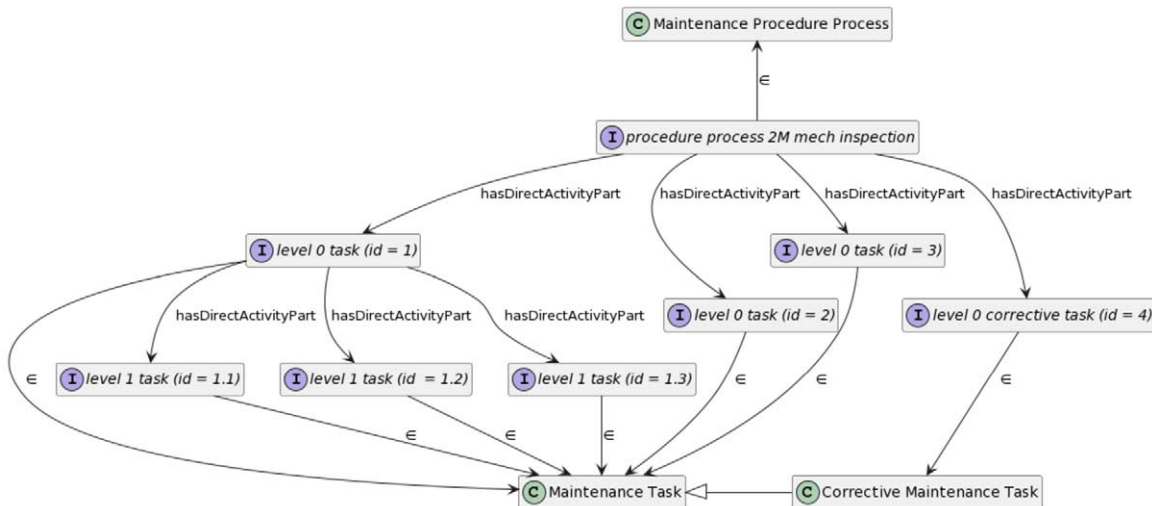 C Maintenance Procedure Process
∈
I procedure process 2M mech inspection
hasDirectActivityPart
hasDirectActivityPart
hasDirectActivityPart
hasDirectActivityPart
I level 0 task (id = 1)
I level 0 task (id = 3)
hasDirectActivityPart
hasDirectActivityPart
hasDirectActivityPart
I level 0 task (id = 2)
I level 0 corrective task (id = 4)
∈
I level 1 task (id = 1.1)
I level 1 task (id  = 1.2)
I level 1 task (id = 1.3)
∈
∈
∈
∈
∈
∈
∈
C Maintenance Task
C Corrective Maintenance Task